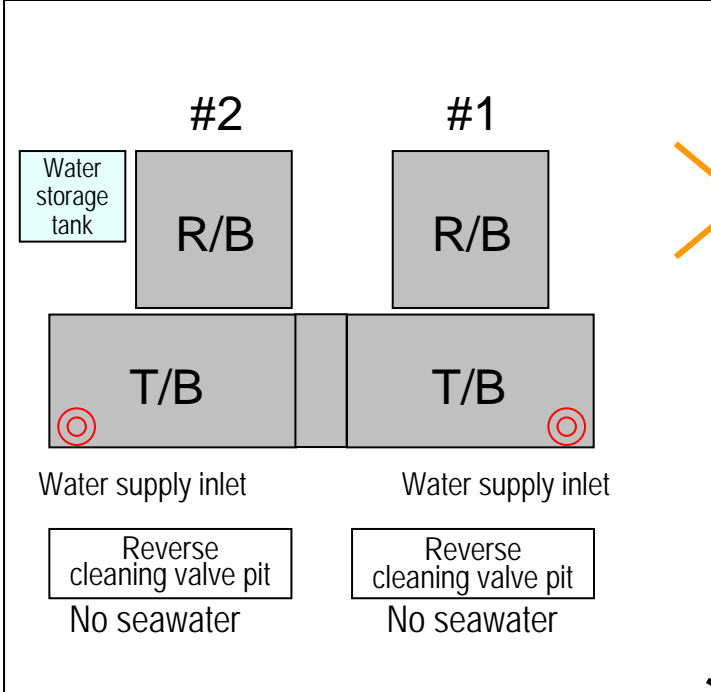 #2
#1
Water
storage
tank
R/B
R/B
T/B
T/B
Water supply inlet
Water supply inlet
Reverse
cleaning valve pit
Reverse
cleaning valve pit
No seawater
No seawater